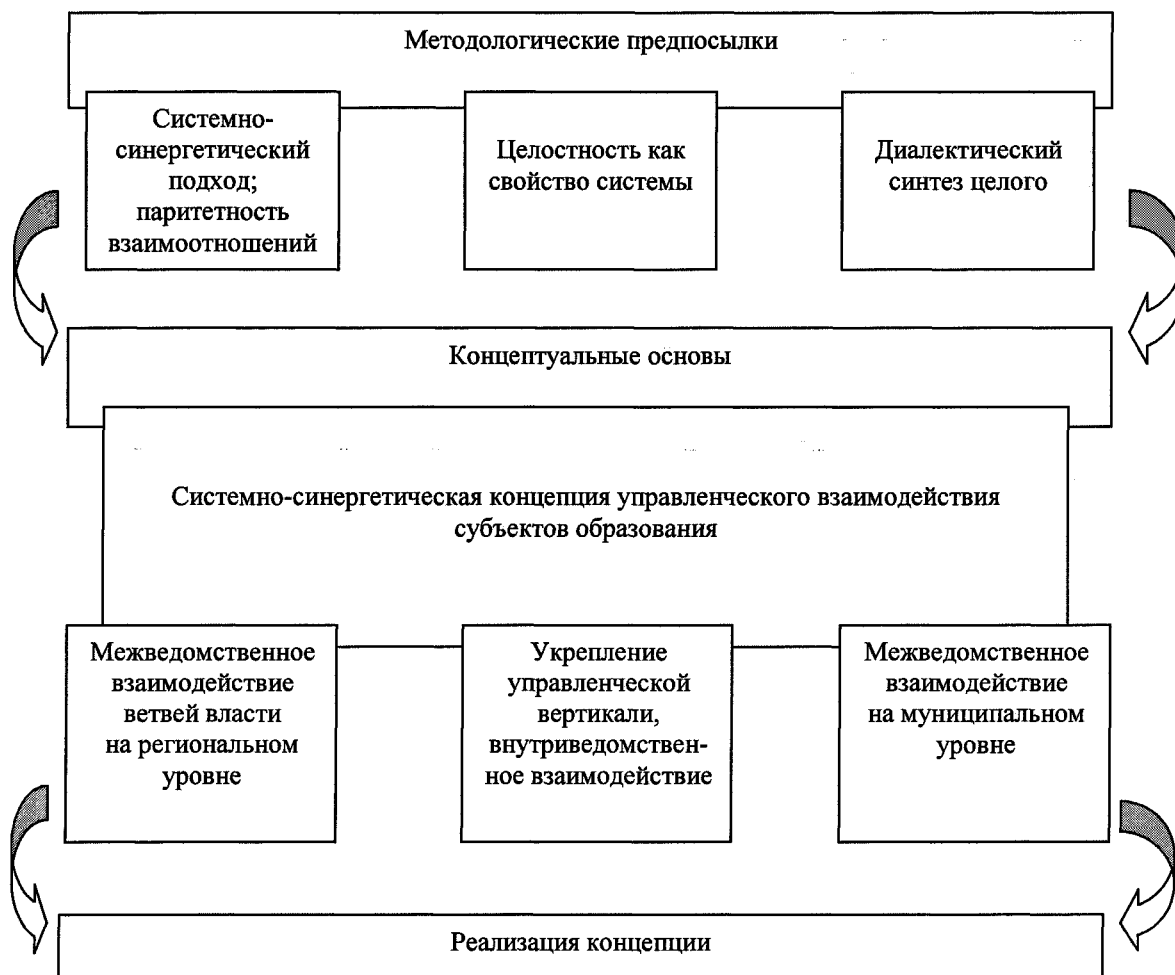 Методологические предпосылки
Системно-
синергетический
подход;
паритетность
взаимоотношений
Целостность как
свойство системы
Диалектический
синтез целого
Концептуальные основы
Системно-синергетическая концепция управленческого взаимодействия
субъектов образования
Межведомственное
взаимодействие
ветвей власти
на региональном
уровне
Укрепление
управленческой
вертикали,
внутриведомствен-
ное взаимодействие
Межведомственное
взаимодействие
на муниципальном
уровне
Реализация концепции